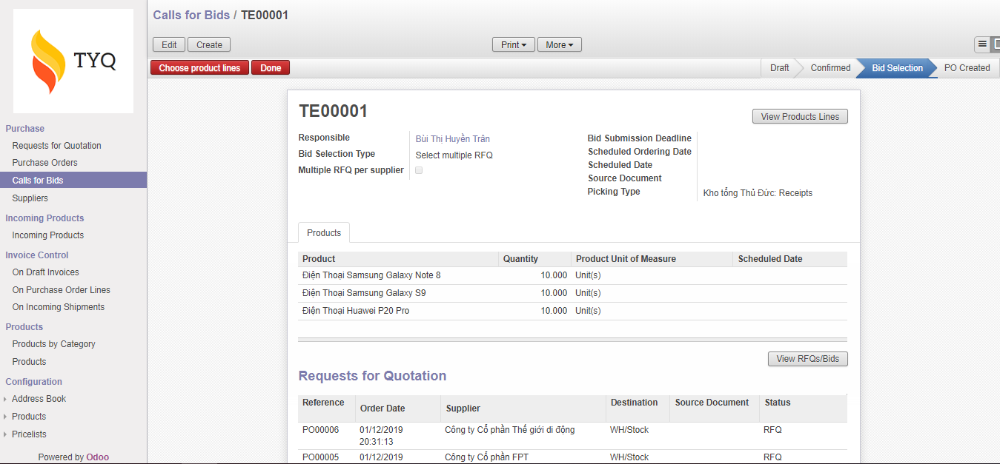 TYQ
Purchase
Requests for Quotation
Purchase Orders
Calls for Bids
Suppliers
Incoming Products
Incoming Products
Invoice Control
On Draft Invoices
On Purchase Order Lines
On Incoming Shipments
Products
Products by Category
Products
Configuration
Address Book
Products
Pricelists
Powered by Odoo
Calls for Bids / TE00001
Edit Create Print More
Choose product lines Done Draft Confirmed Bid Selection PO Created
TE00001
View Products Lines
Responsible Bùi Thị Huyền Trân
Bid Selection Type Select multiple RFQ
Multiple RFQ per supplier
Bid Submission Deadline
Scheduled Ordering Date
Scheduled Date
Source Document
Picking Type Kho tổng Thủ Đức: Receipts
Products
Product Quantity Product Unit of Measure Scheduled Date
Điện Thoại Samsung Galaxy Note 8 10.000 Unit(s)
Điện Thoại Samsung Galaxy S9 10.000 Unit(s)
Điện Thoại Huawei P20 Pro 10.000 Unit(s)
View RFQs/Bids
Requests for Quotation
Reference Order Date Supplier Destination Source Document Status
PO00006 01/12/2019 Công ty Cổ phần Thế giới di động WH/Stock RFQ
20:31:13
PO00005 01/12/2019 Công ty Cổ phần FPT WH/Stock RFQ